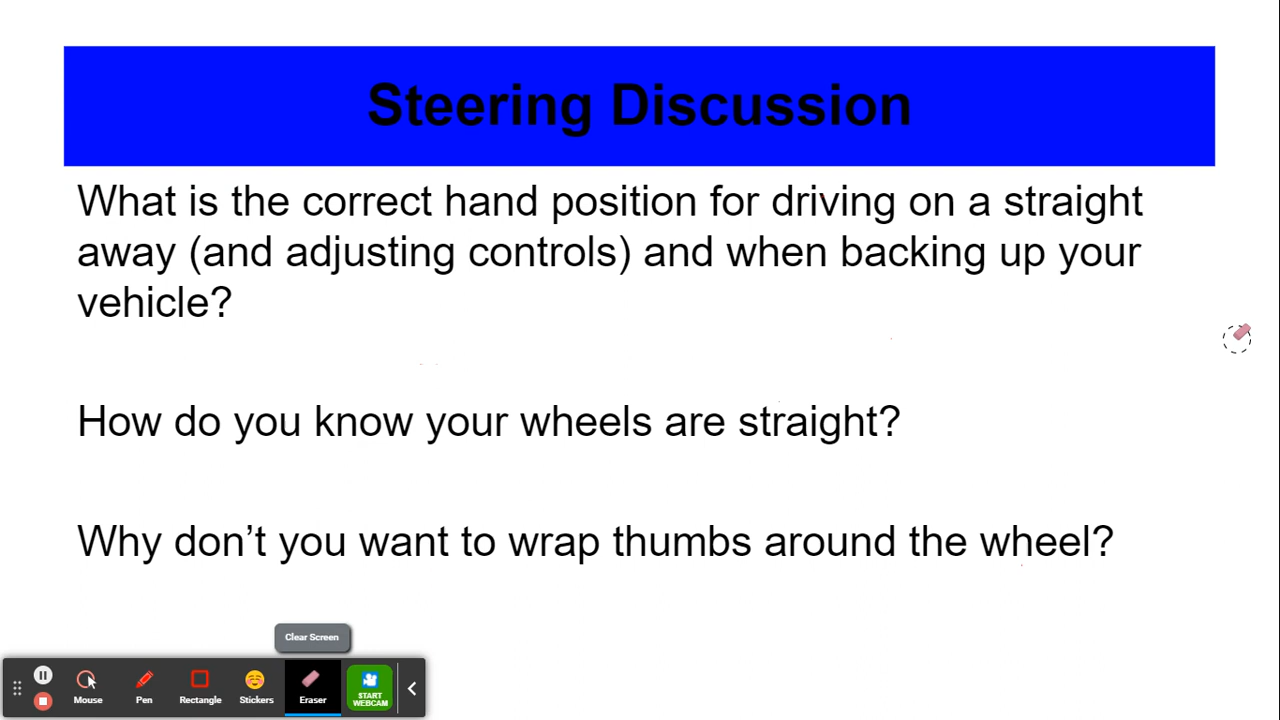 Steering Discussion
What is the correct hand position for driving on a straight
away (and adjusting controls) and when backing up your
vehicle?
How do you know your wheels are straight?
Why don’t you want to wrap thumbs around the wheel?
Clear Screen
Mouse
Pen
Rectangle
Stickers
Eraser
START
WEBCAM